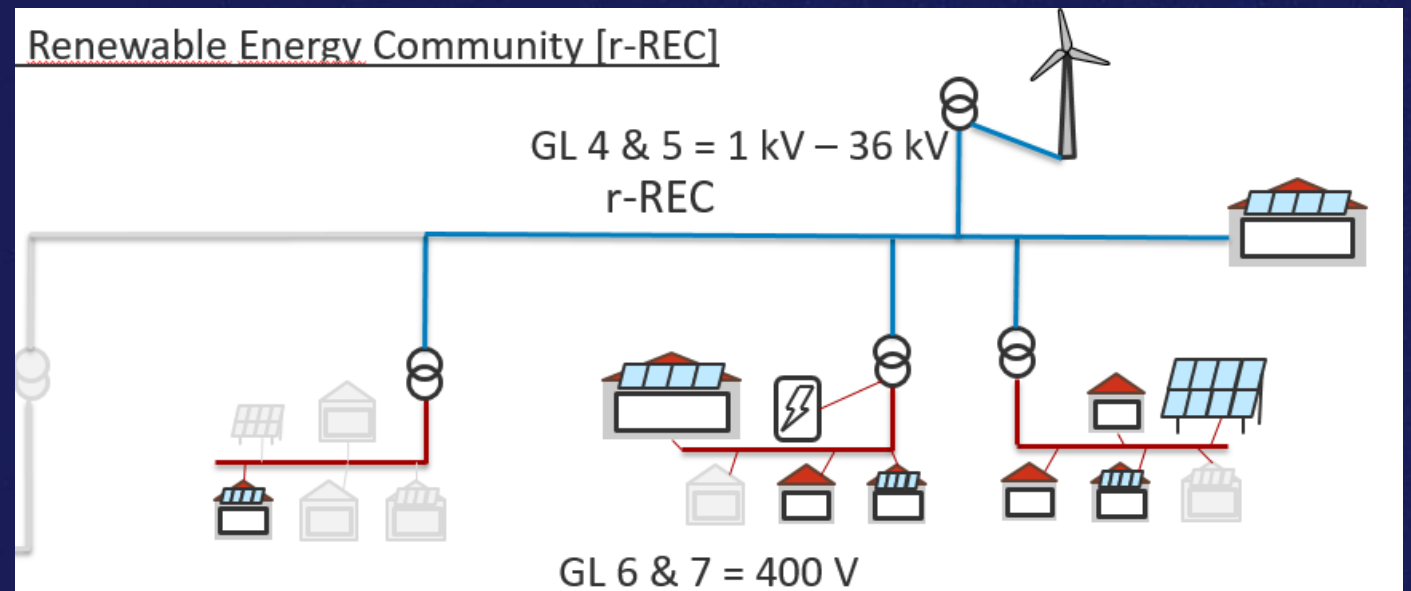 Renewable Energy Community [r-REC]
GL 4 & 5 = 1 kV – 36 kV
r-REC
GL 6 & 7 = 400 V